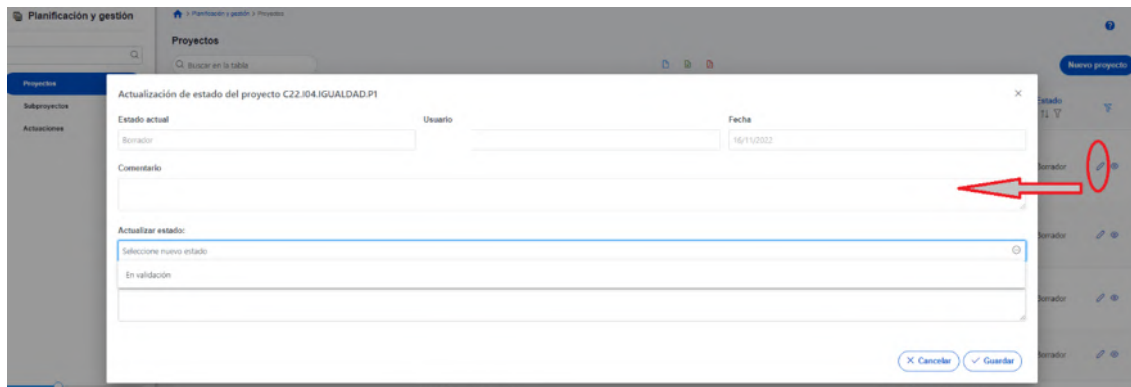 Planificación y gestión
> Planificación y gestión > Proyectos
Proyectos
Buscar en la tabla
Nuevo proyecto
Proyectos
Subproyectos
Actuaciones
Estado
Actualización de estado del proyecto C22.I04.IGUALDAD.P1
Estado actual
Usuario
Fecha
Borrador
16/11/2022
Comentario
Borrador
Actualizar estado:
Seleccione nuevo estado
Borrador
En validación
Borrador
Cancelar
Guardar
Borrador